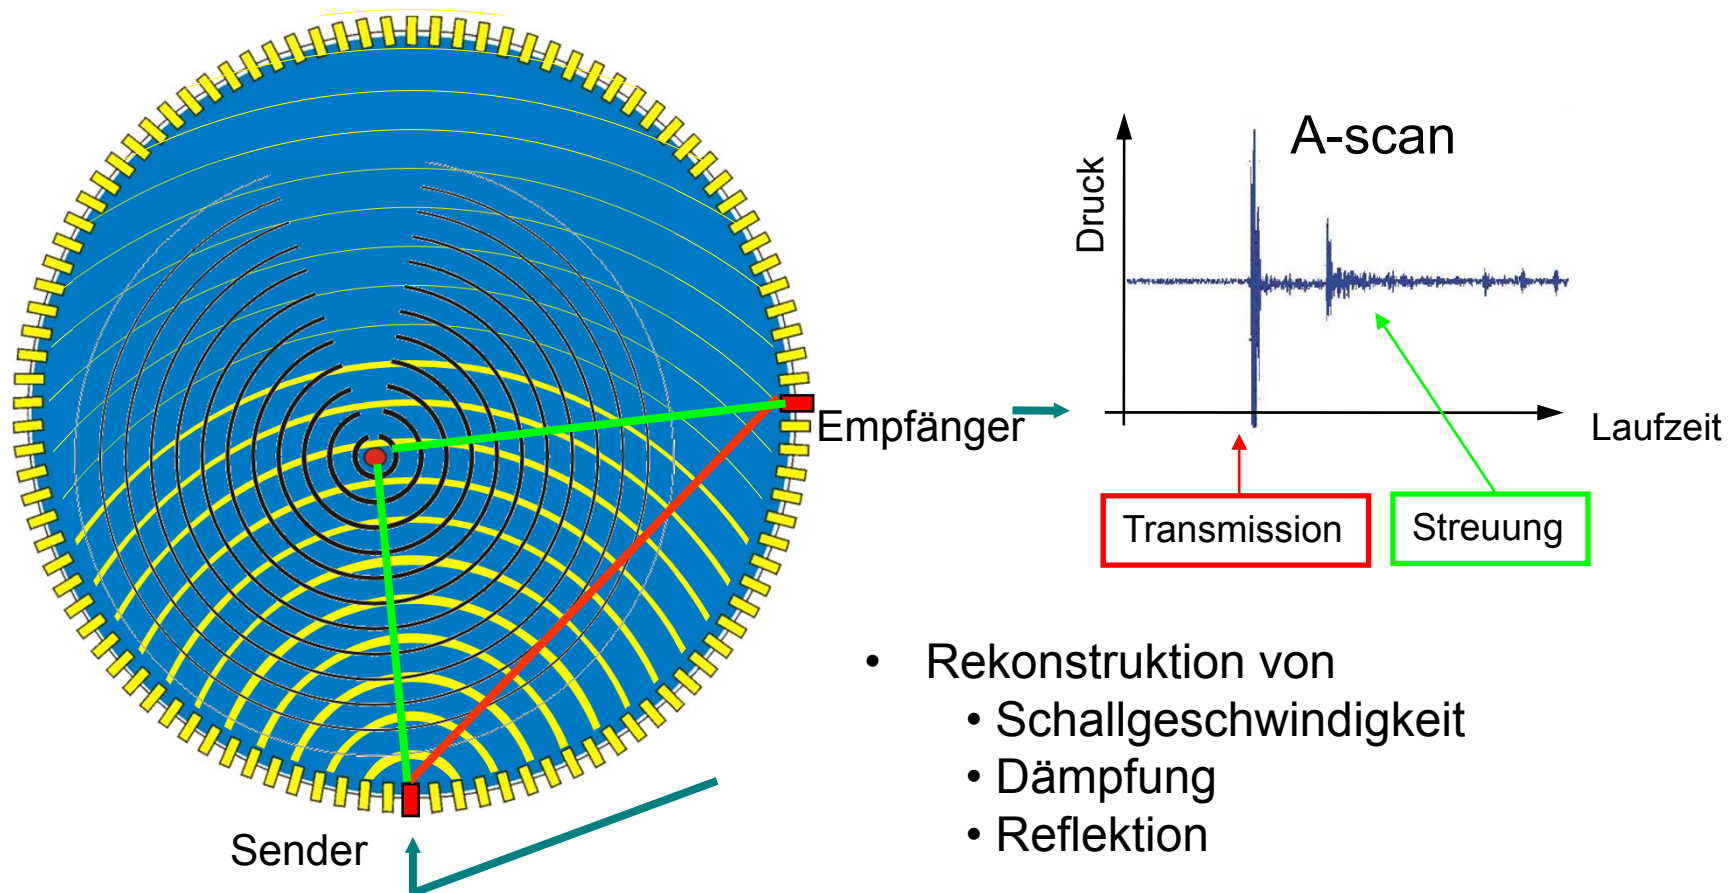 A-scan
Druck
Empfänger
Laufzeit
Transmission
Streuung
• Rekonstruktion von
• Schallgeschwindigkeit
• Dämpfung
• Reflektion
Sender